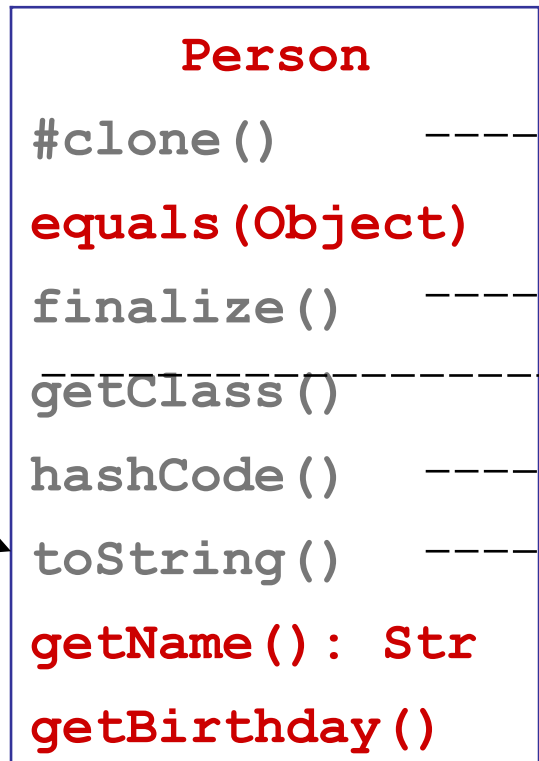 Person
#clone()
equals(Object)
finalize()
getClass()
hashCode()
toString()
getName(): Str
getBirthday()